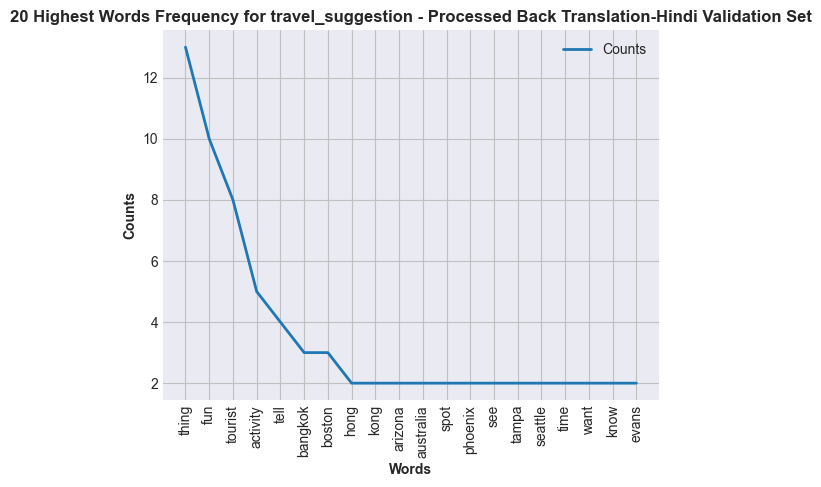 20 Highest Words Frequency for travel_suggestion - Processed Back Translation-Hindi Validation Set
Counts
12
10
8
6
4
2
Counts
thing
fun
tourist
activity
tell
bangkok
boston
hong
kong
arizona
australia
spot
phoenix
see
tampa
seattle
time
want
know
evans
Words